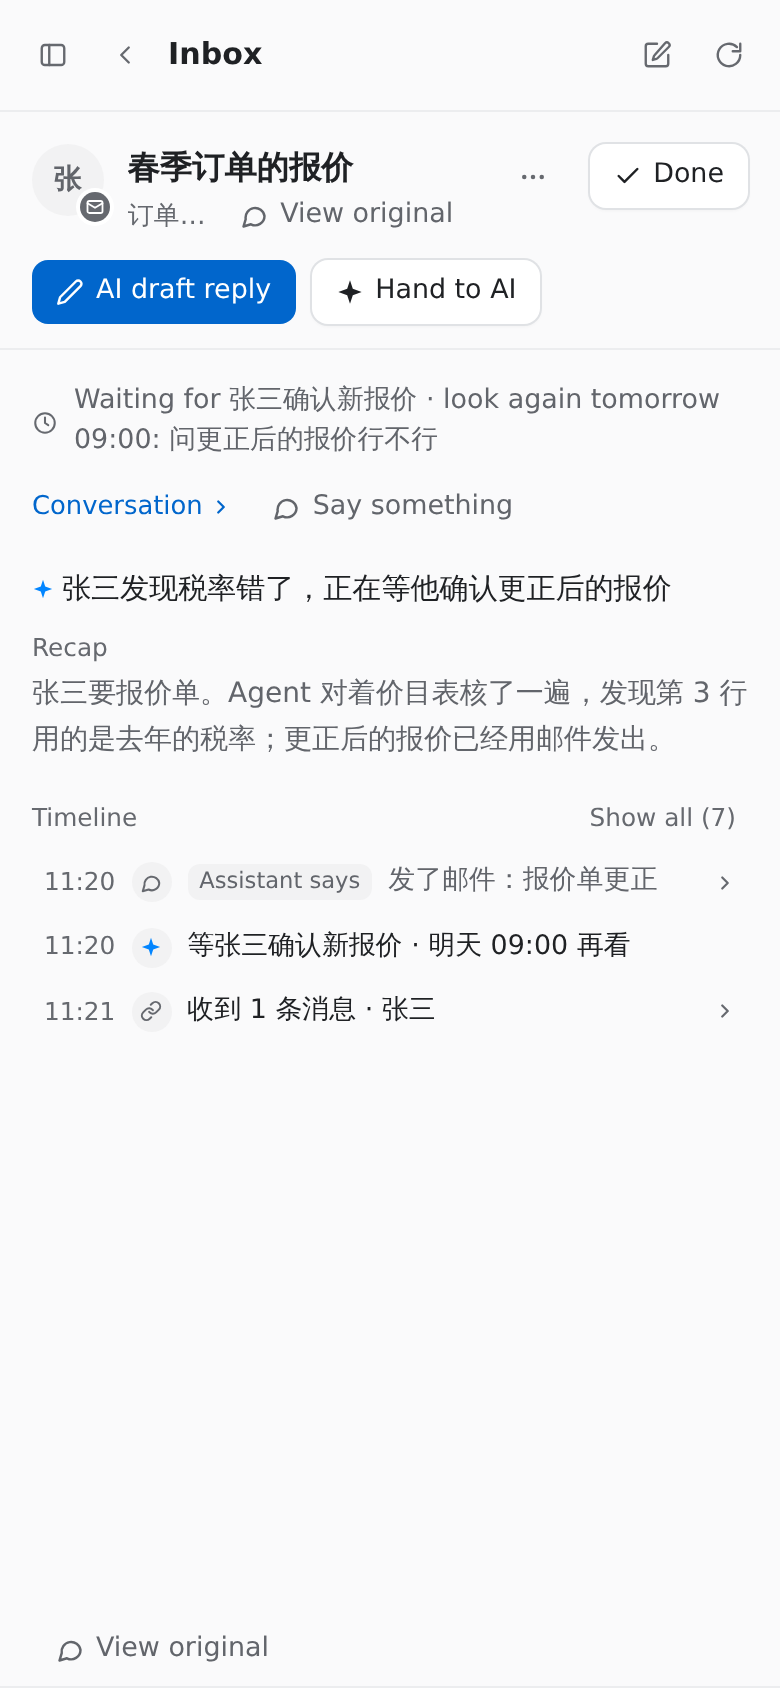 Inbox
张
春季订单的报价
Done
订单…
View original
AI draft reply
Hand to AI
Waiting for 张三确认新报价 · look again tomorrow
09:00: 问更正后的报价行不行
Conversation
Say something
张三发现税率错了，正在等他确认更正后的报价
Recap
张三要报价单。Agent 对着价目表核了一遍，发现第 3 行
用的是去年的税率；更正后的报价已经用邮件发出。
Timeline
Show all (7)
11:20 Assistant says 发了邮件：报价单更正
11:20 等张三确认新报价 · 明天 09:00 再看
11:21 收到 1 条消息 · 张三
View original